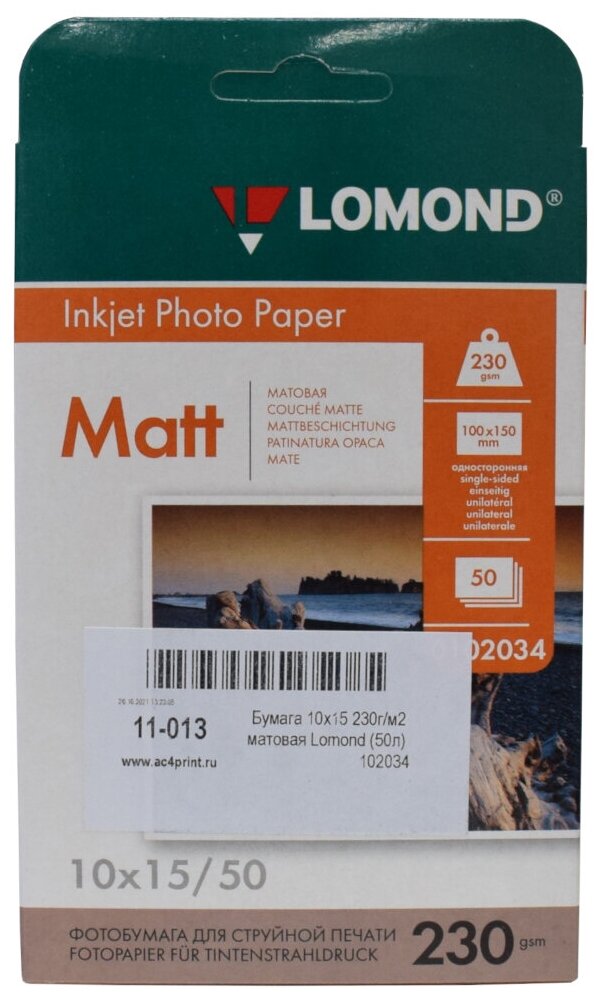 LOMOND®
Inkjet Photo Paper
Matt
МАТОВАЯ
COUCHÉ MATTE
MATTBESCHICHTUNG
PATINATURA OPACA
MATE
230
gsm
100x150
mm
односторонняя
single-sided
einseitig
unilatéral
unilateral
unilaterale
50
0102034
11-013
www.ac4print.ru
Бумага 10x15 230г/м2
матовая Lomond (50л)
102034
10x15/50
ФОТОБУМАГА ДЛЯ СТРУЙНОЙ ПЕЧАТИ
FOTOPAPIER FÜR TINTENSTRAHLDRUCK
230 gsm